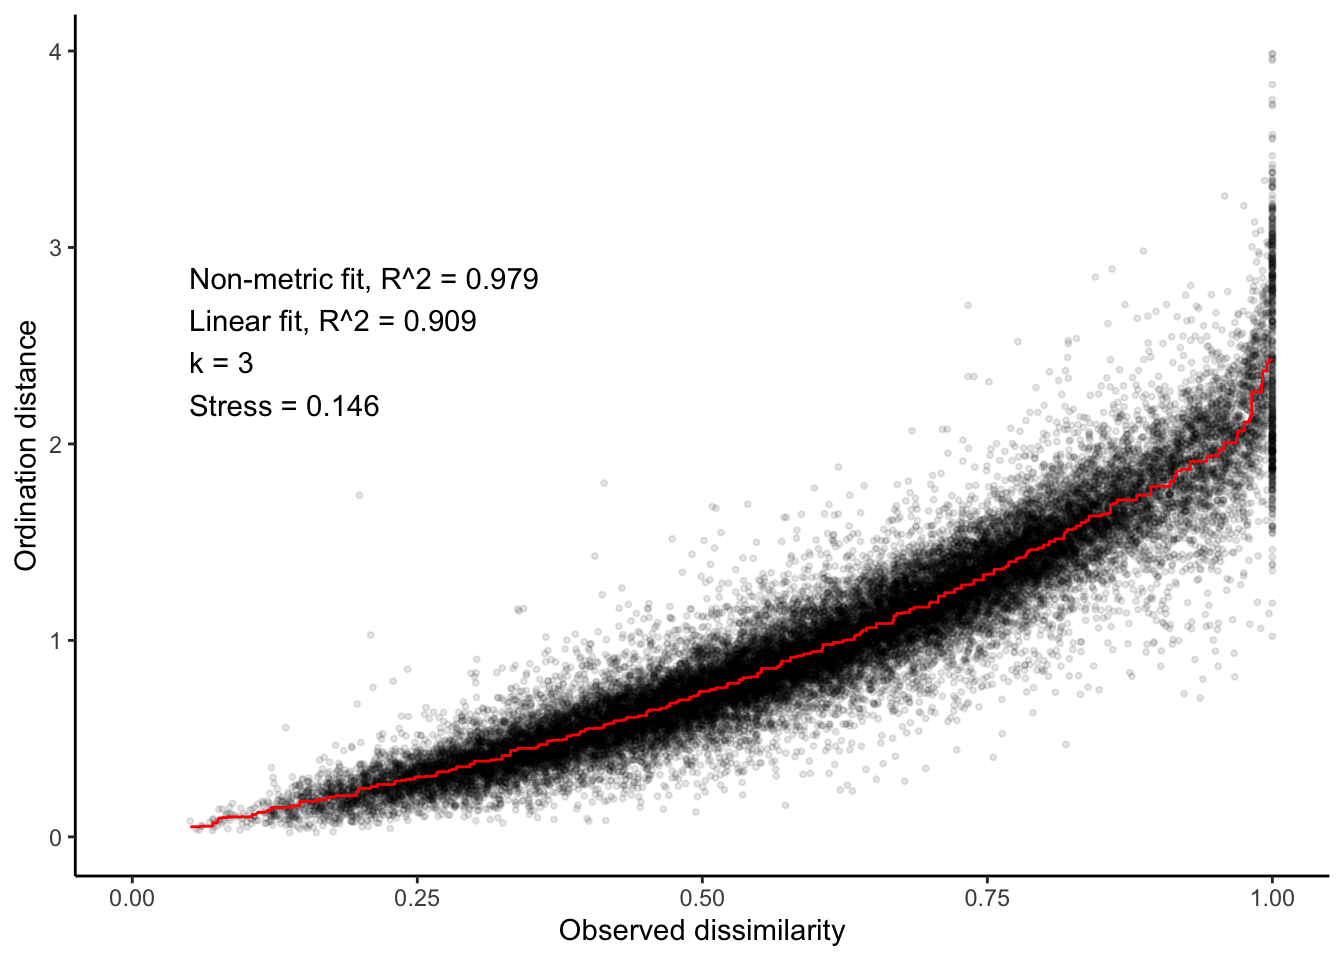 4
3
2
1
0
Ordination distance
Non-metric fit, R^2 = 0.979
Linear fit, R^2 = 0.909
k = 3
Stress = 0.146
0.00 0.25 0.50 0.75 1.00
Observed dissimilarity